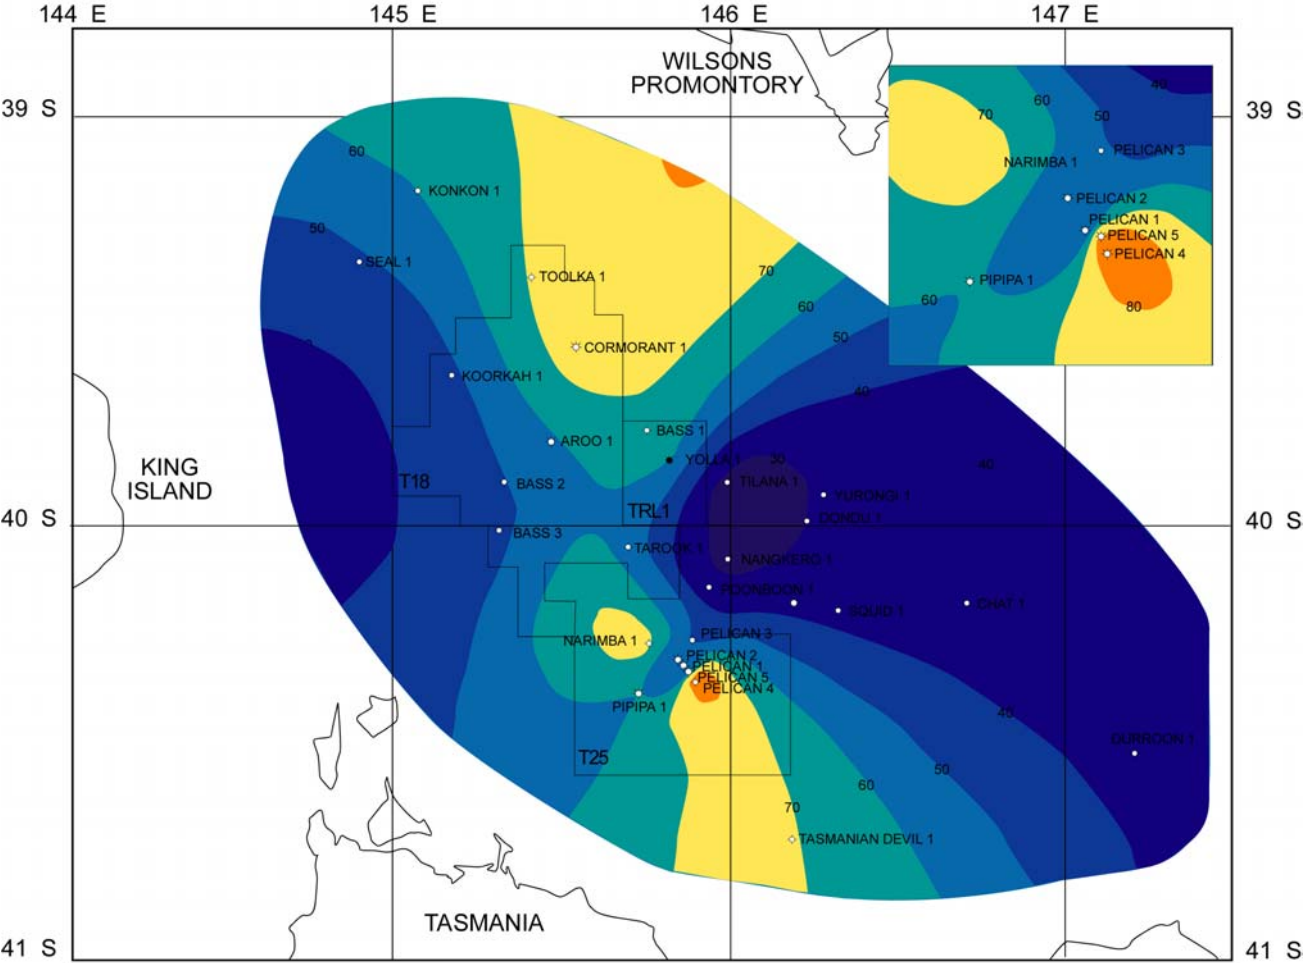 144 E 145 E 146 E 147 E
WILSONS
PROMONTORY
39 S 39 S
40
60
70
50
60
NARIMBA 1
PELICAN 3
KONKON 1
PELICAN 2
PELICAN 1
50
PELICAN 5
PELICAN 4
SEAL 1
70
TOOLKA 1
PIPIPA 1
60
80
60
50
CORMORANT 1
KOORKAH 1
40
BASS 1
AROO 1
YOLLA 1
30
40
KING
ISLAND
T18
BASS 2
TILANA 1
YURONGI 1
TRL1
DONDU 1
40 S 40 S
BASS 3
TAROOK 1
NANGKERO 1
POONBOON 1
SQUID 1
CHAT 1
NARIMBA 1
PELICAN 3
PELICAN 2
PELICAN 1
PELICAN 5
PELICAN 4
PIPIPA 1
40
DURROON 1
T25
50
60
70
TASMANIAN DEVIL 1
TASMANIA
41 S 41 S